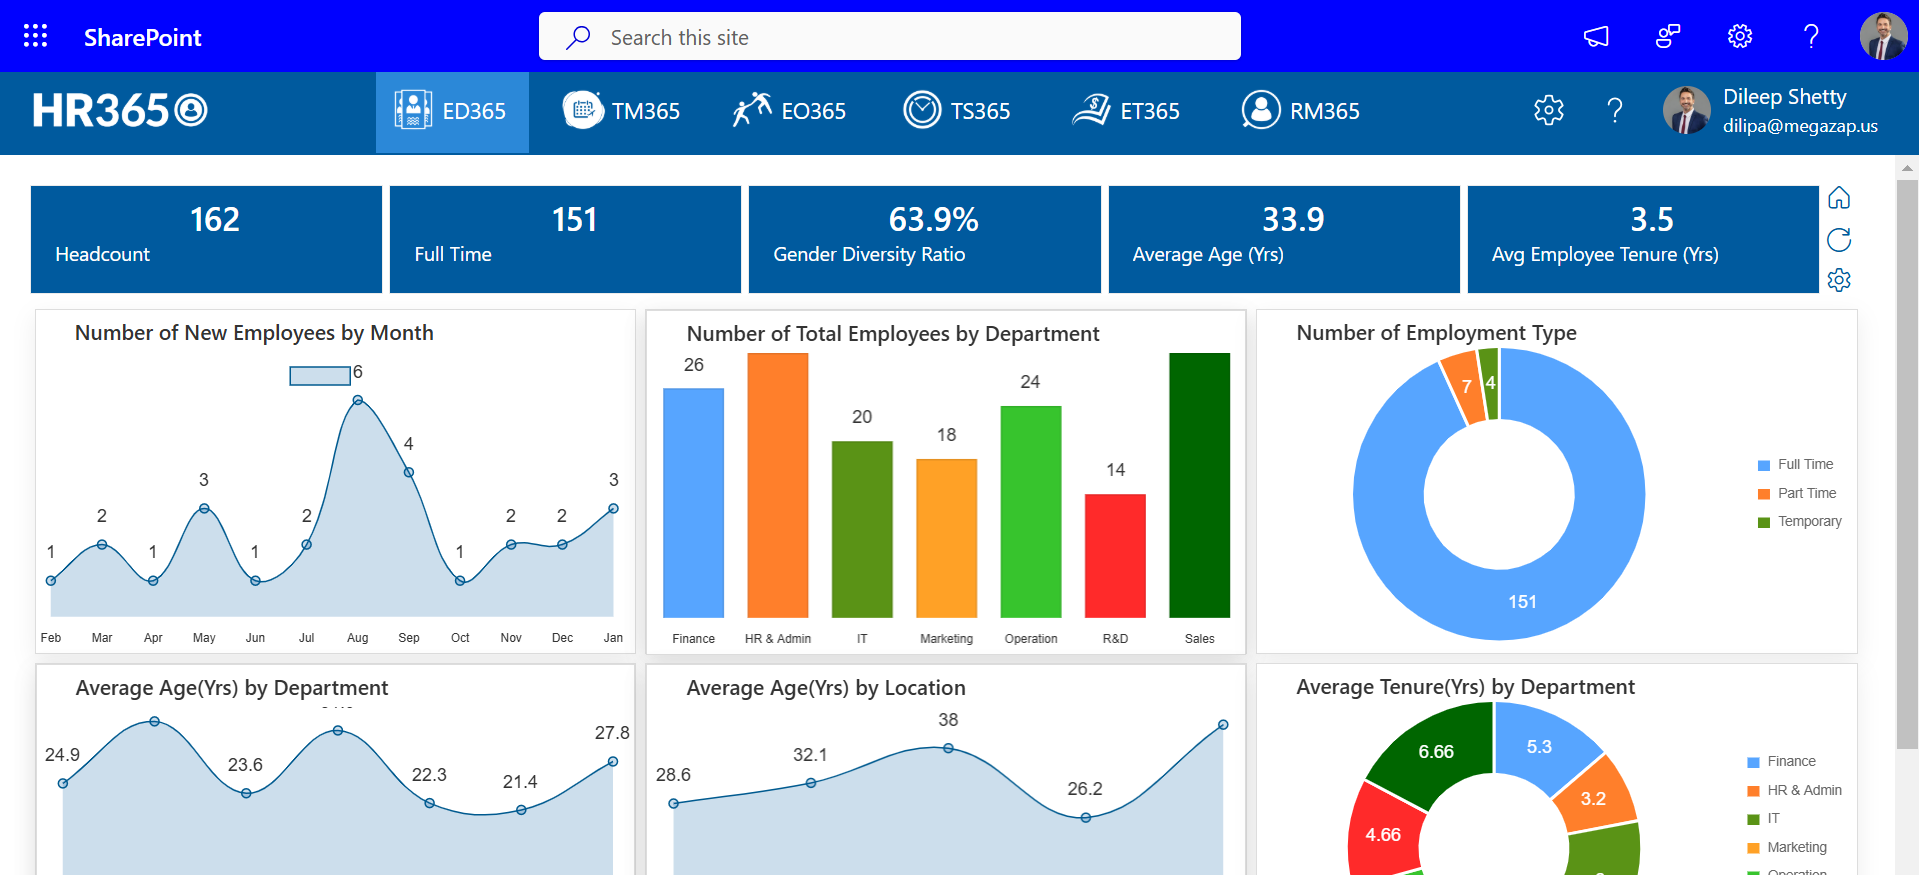 SharePoint
Search this site
HR365
ED365
TM365
EO365
TS365
ET365
RM365
Dileep Shetty
dilipa@megazap.us
162
Headcount
151
Full Time
63.9%
Gender Diversity Ratio
33.9
Average Age (Yrs)
3.5
Avg Employee Tenure (Yrs)
Number of New Employees by Month
6
4
3
3
2
2
2
2
1
1
1
1
Feb Mar Apr May Jun Jul Aug Sep Oct Nov Dec Jan
Number of Total Employees by Department
26
20
18
24
14
Finance HR & Admin IT Marketing Operation R&D Sales
Number of Employment Type
7
4
151
Full Time
Part Time
Temporary
Average Age(Yrs) by Department
24.9
23.6
22.3
21.4
27.8
Average Age(Yrs) by Location
28.6
32.1
38
26.2
Average Tenure(Yrs) by Department
6.66
5.3
3.2
4.66
Finance
HR & Admin
IT
Marketing
Operation